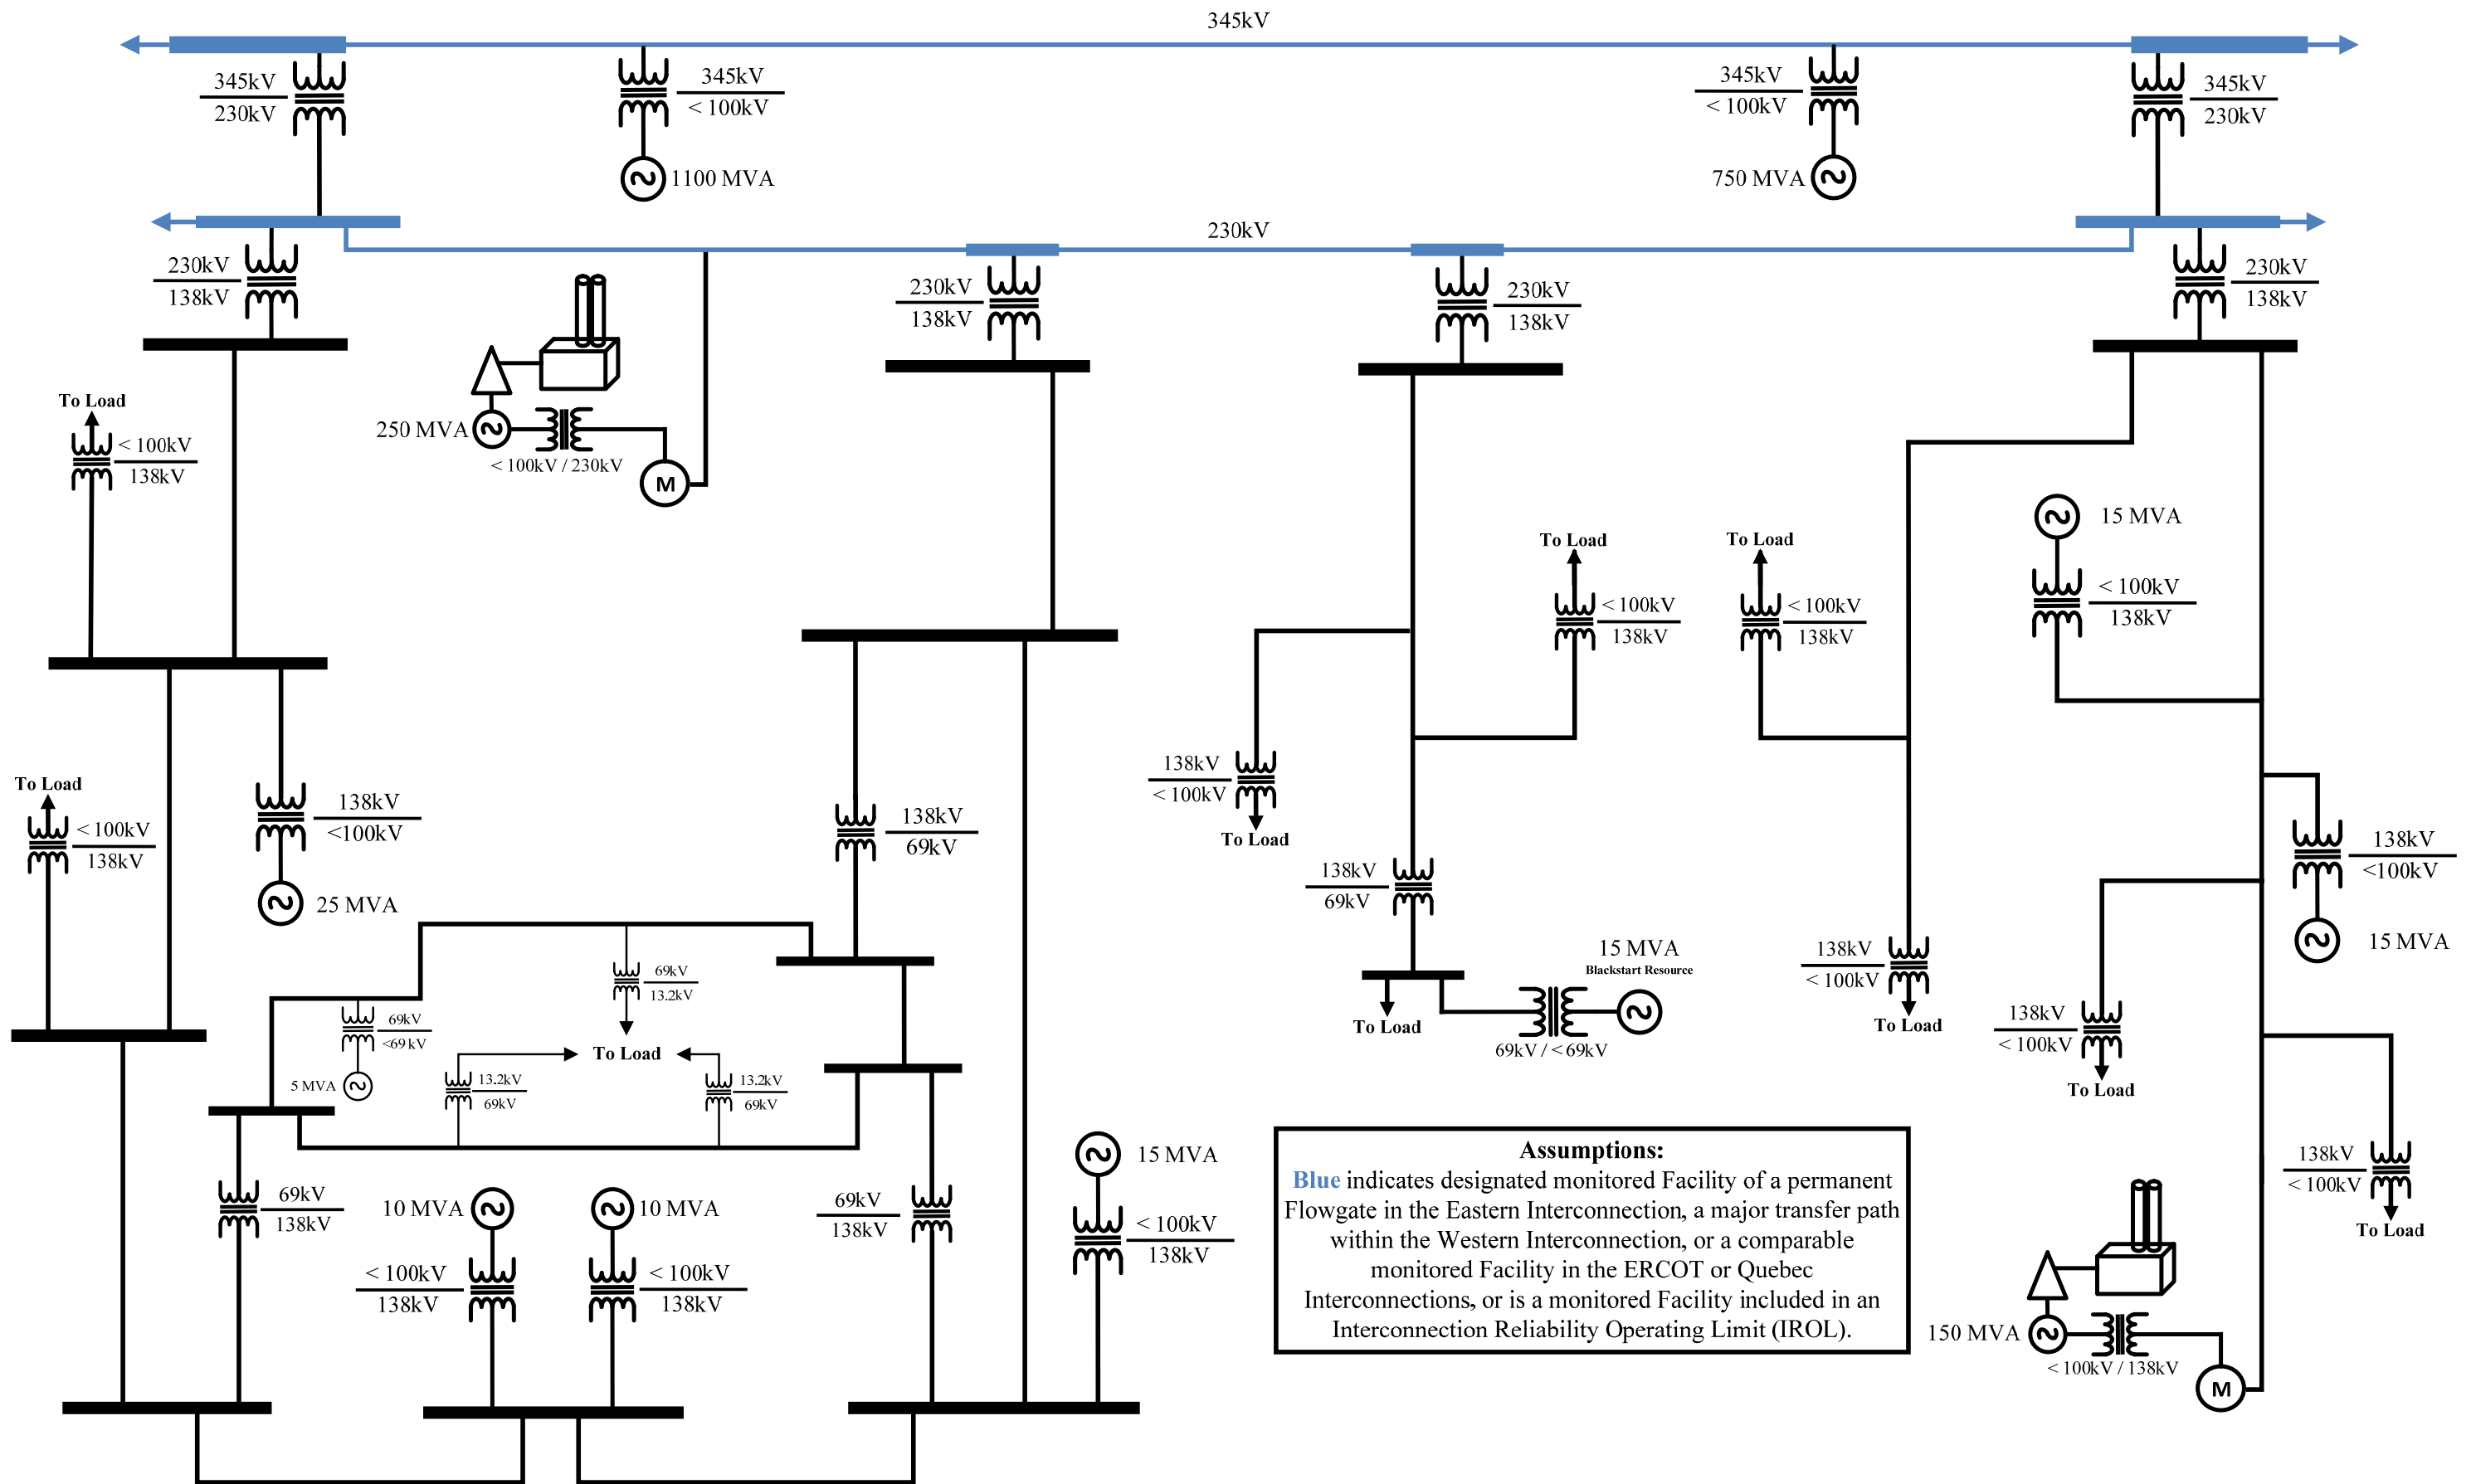 345kV
345kV
230kV
345kV
< 100kV
1100 MVA
345kV
< 100kV
750 MVA
345kV
230kV
230kV
230kV
138kV
230kV
138kV
230kV
138kV
230kV
138kV
250 MVA
< 100kV / 230kV
M
To Load
< 100kV
138kV
To Load
< 100kV
138kV
To Load
< 100kV
138kV
15 MVA
< 100kV
138kV
To Load
< 100kV
138kV
138kV
<100kV
25 MVA
138kV
69kV
138kV
< 100kV
To Load
138kV
69kV
138kV
<100kV
15 MVA
69kV
13.2kV
69kV
<69 kV
5 MVA
To Load
13.2kV
69kV
13.2kV
69kV
15 MVA
Blackstart Resource
69kV / < 69kV
To Load
138kV
< 100kV
To Load
138kV
< 100kV
To Load
138kV
< 100kV
To Load
69kV
138kV
10 MVA
< 100kV
138kV
10 MVA
< 100kV
138kV
69kV
138kV
15 MVA
< 100kV
138kV
Assumptions:
Blue indicates designated monitored Facility of a permanent
Flowgate in the Eastern Interconnection, a major transfer path
within the Western Interconnection, or a comparable
monitored Facility in the ERCOT or Quebec
Interconnections, or is a monitored Facility included in an
Interconnection Reliability Operating Limit (IROL).
150 MVA
< 100kV / 138kV
M